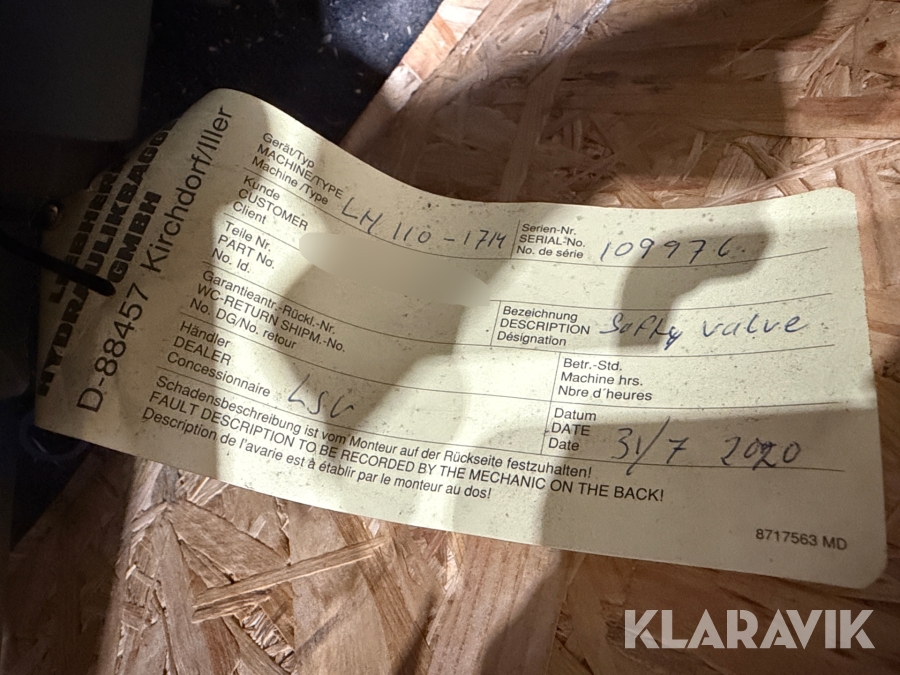 LIEBHERR
HYDRAULIKBAGGER
GMBH
D-88457 Kirchdorf/Iller
Gerät/Typ
MACHINE/TYPE
Machine /Type LH 110-1714
Serien-Nr.
SERIAL-No.
No. de série 109976
Kunde
CUSTOMER
Client
Teile Nr.
PART No.
No. Id.
Bezeichnung
DESCRIPTION Safty valve
Désignation
Garantieantr.-Rückl.-Nr.
WC-RETURN SHIPM.-No.
No. DG/No. retour
Betr.-Std.
Machine hrs.
Nbre d'heures
Händler
DEALER
Concessionnaire
Datum
DATE
Date 31/7 2020
Schadensbeschreibung ist vom Monteur auf der Rückseite festzuhalten!
FAULT DESCRIPTION TO BE RECORDED BY THE MECHANIC ON THE BACK!
Description de l'avarie est à établir par le monteur au dos!
8717563 MD
KLARAVIK